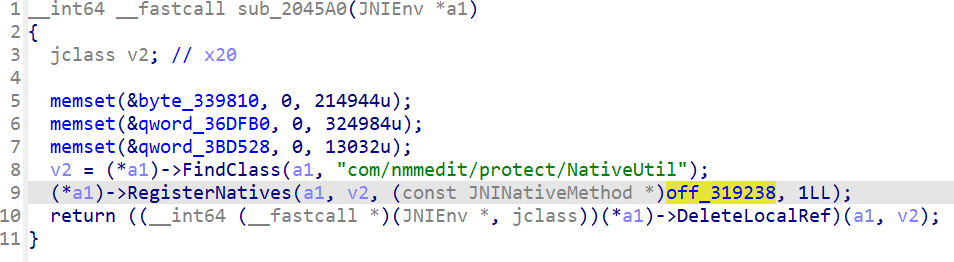 1 __int64 __fastcall sub_2045A0(JNIEnv *a1)
2 {
3 jclass v2; // x20
4
5 memset(&byte_339810, 0, 214944u);
6 memset(&qword_36DFB0, 0, 324984u);
7 memset(&qword_3BD528, 0, 13032u);
8 v2 = (*a1)->FindClass(a1, "com/nmmedit/protect/NativeUtil");
9 (*a1)->RegisterNatives(a1, v2, (const JNINativeMethod *)off_319238, 1LL);
10 return ((__int64 (__fastcall *)(JNIEnv *, jclass))(*a1)->DeleteLocalRef)(a1, v2);
11 }